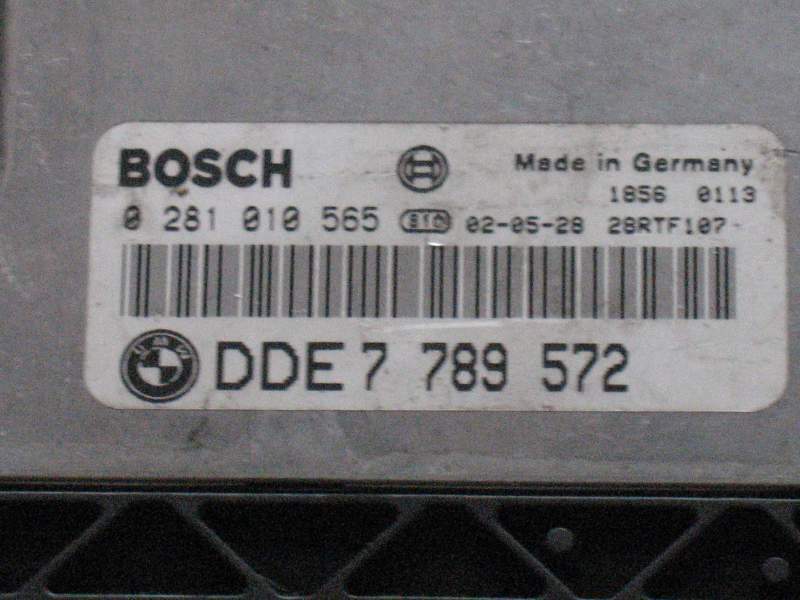 BOSCH Made in Germany
1856 0113
0 281 010 565 02-05-28 28RTF107
DDE 7 789 572